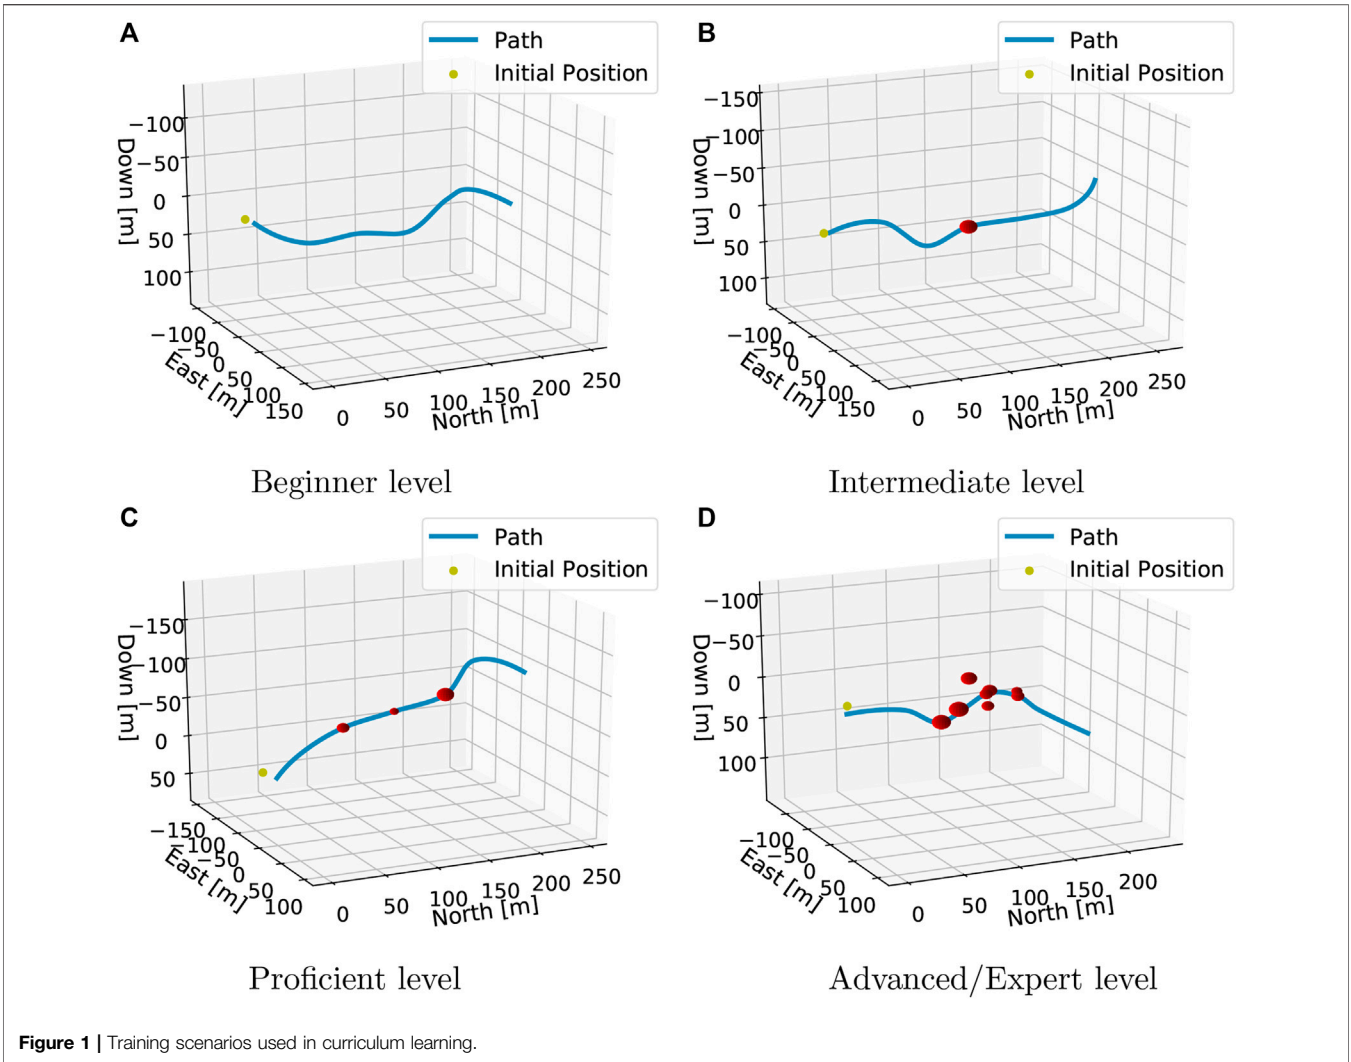 A
Path
Initial Position
Down [m]
−100
−50
0
50
100
East [m]
−100
−50
0
50
100
150
North [m]
0
50
100
150
200
250
Beginner level
B
Path
Initial Position
Down [m]
−150
−100
−50
0
50
100
East [m]
−100
−50
0
50
100
150
North [m]
0
50
100
150
200
250
Intermediate level
C
Path
Initial Position
Down [m]
−150
−100
−50
0
50
East [m]
−150
−100
−50
0
50
100
North [m]
0
50
100
150
200
250
Proficient level
D
Path
Initial Position
Down [m]
−100
−50
0
50
100
East [m]
−100
−50
0
50
100
North [m]
0
50
100
150
200
Advanced/Expert level
Figure 1 | Training scenarios used in curriculum learning.